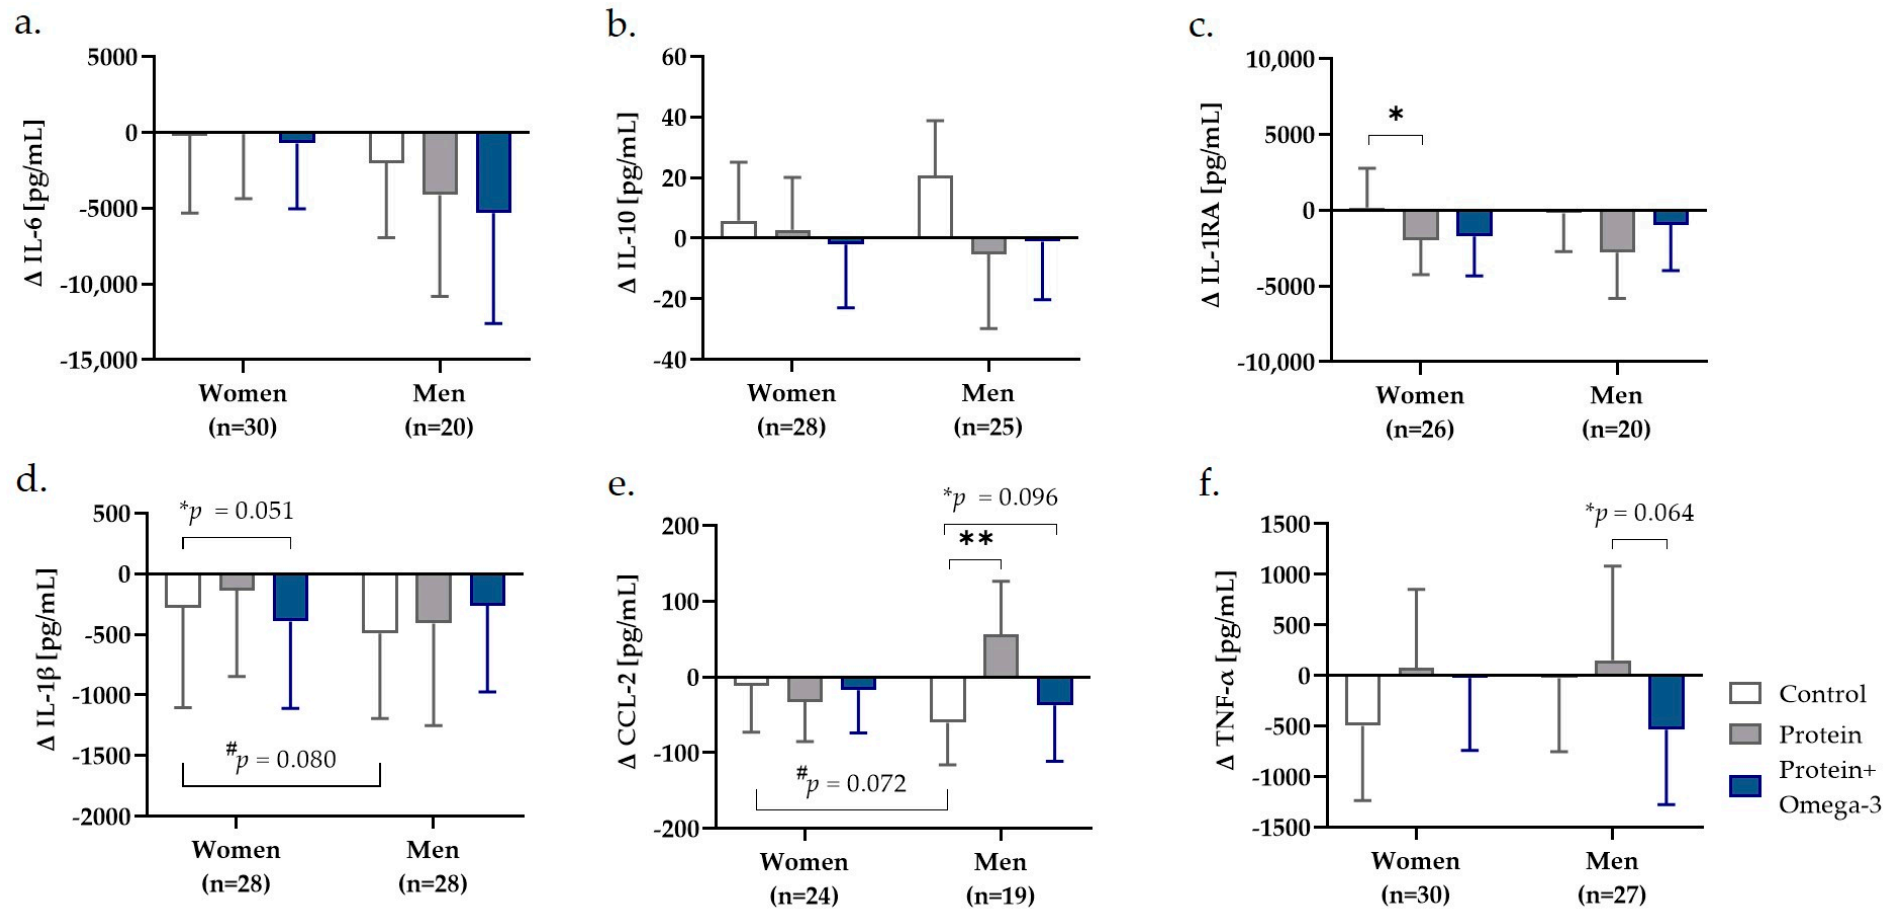 a.
Δ IL-6 [pg/mL]
5000
0
-5000
-10,000
-15,000
Women
(n=30)
Men
(n=20)
b.
Δ IL-10 [pg/mL]
60
40
20
0
-20
-40
Women
(n=28)
Men
(n=25)
c.
Δ IL-1RA [pg/mL]
10,000
5000
0
-5000
-10,000
*
Women
(n=26)
Men
(n=20)
d.
Δ IL-1β [pg/mL]
500
0
-500
-1000
-1500
-2000
*p = 0.051
#p = 0.080
Women
(n=28)
Men
(n=28)
e.
Δ CCL-2 [pg/mL]
200
100
0
-100
-200
*p = 0.096
**
#p = 0.072
Women
(n=24)
Men
(n=19)
f.
Δ TNF-α [pg/mL]
1500
1000
500
0
-500
-1000
-1500
*p = 0.064
Women
(n=30)
Men
(n=27)
Control
Protein
Protein+
Omega-3